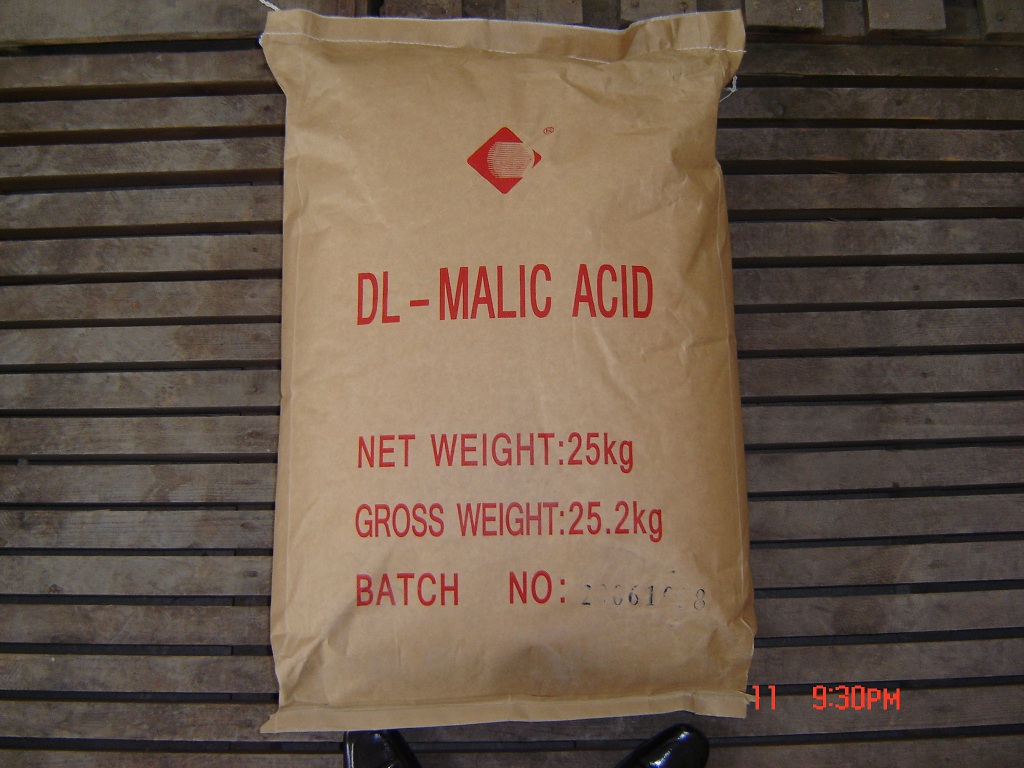 ®
DL-MALIC ACID
NET WEIGHT:25kg
GROSS WEIGHT:25.2kg
BATCH NO:
11 9:30PM